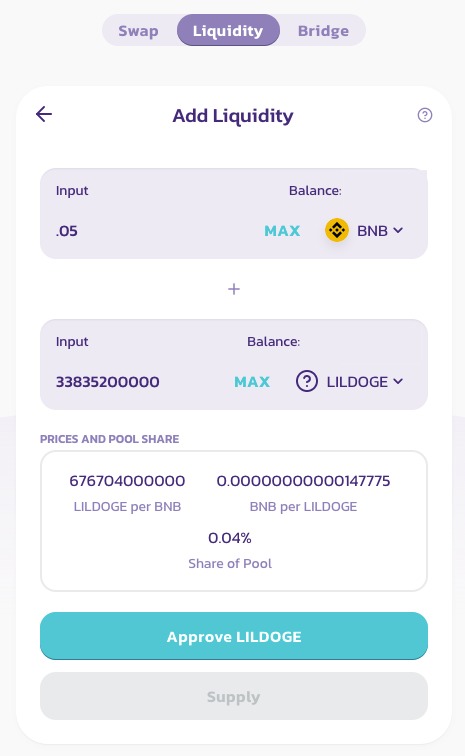 Swap Liquidity Bridge
Add Liquidity
Input Balance:
.05 MAX BNB
+
Input Balance:
33835200000 MAX LILDOGE
PRICES AND POOL SHARE
676704000000 0.00000000000147775
LILDOGE per BNB BNB per LILDOGE
0.04%
Share of Pool
Approve LILDOGE
Supply